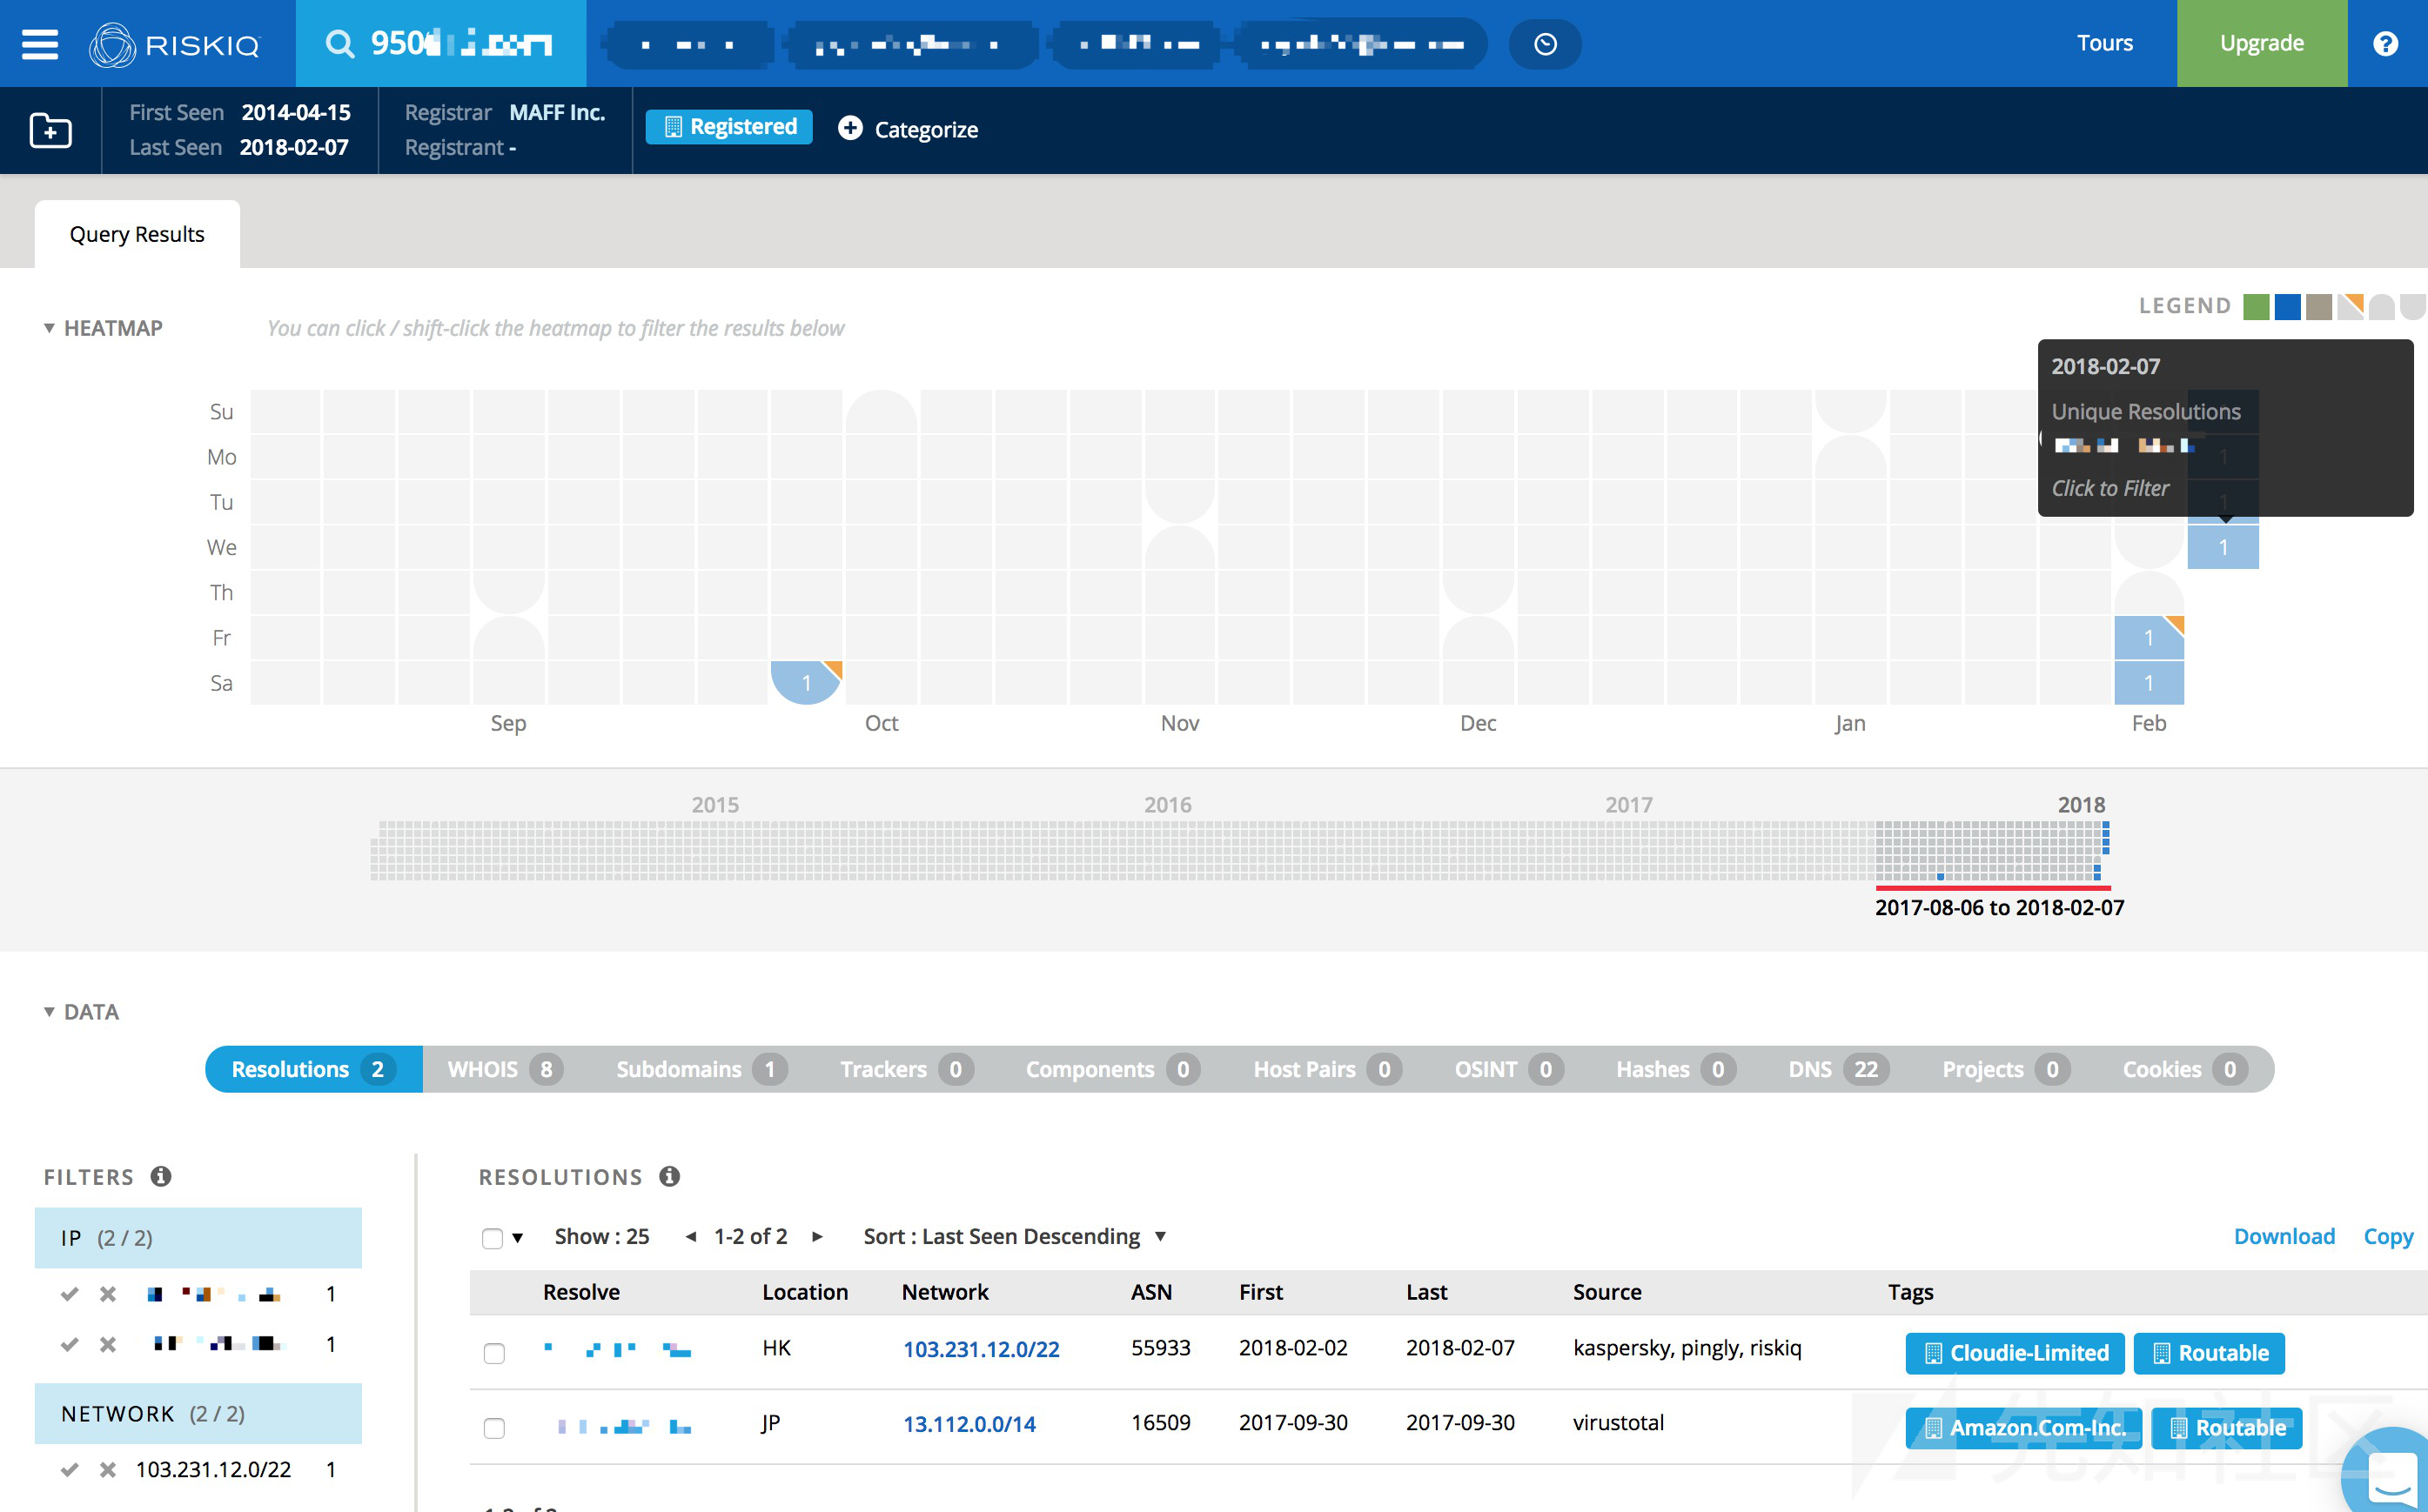 RISKIQ
Tours
Upgrade
First Seen 2014-04-15
Last Seen 2018-02-07
Registrar MAFF Inc.
Registrant -
Registered
Categorize
Query Results
HEATMAP
You can click / shift-click the heatmap to filter the results below
LEGEND
2018-02-07
Unique Resolutions
Click to Filter
Su
Mo
1
Tu
1
We
1
Th
Fr
1
Sa
1
1
Sep Oct Nov Dec Jan Feb
2015 2016 2017 2018
2017-08-06 to 2018-02-07
DATA
Resolutions 2 WHOIS 8 Subdomains 1 Trackers 0 Components 0 Host Pairs 0 OSINT 0 Hashes 0 DNS 22 Projects 0 Cookies 0
FILTERS
IP (2 / 2)
1
1
NETWORK (2 / 2)
103.231.12.0/22 1
RESOLUTIONS
Show : 25 1-2 of 2 Sort : Last Seen Descending Download Copy
Resolve Location Network ASN First Last Source Tags
HK 103.231.12.0/22 55933 2018-02-02 2018-02-07 kaspersky, pingly, riskiq Cloudie-Limited Routable
JP 13.112.0.0/14 16509 2017-09-30 2017-09-30 virustotal Amazon.Com-Inc. Routable
先知社区